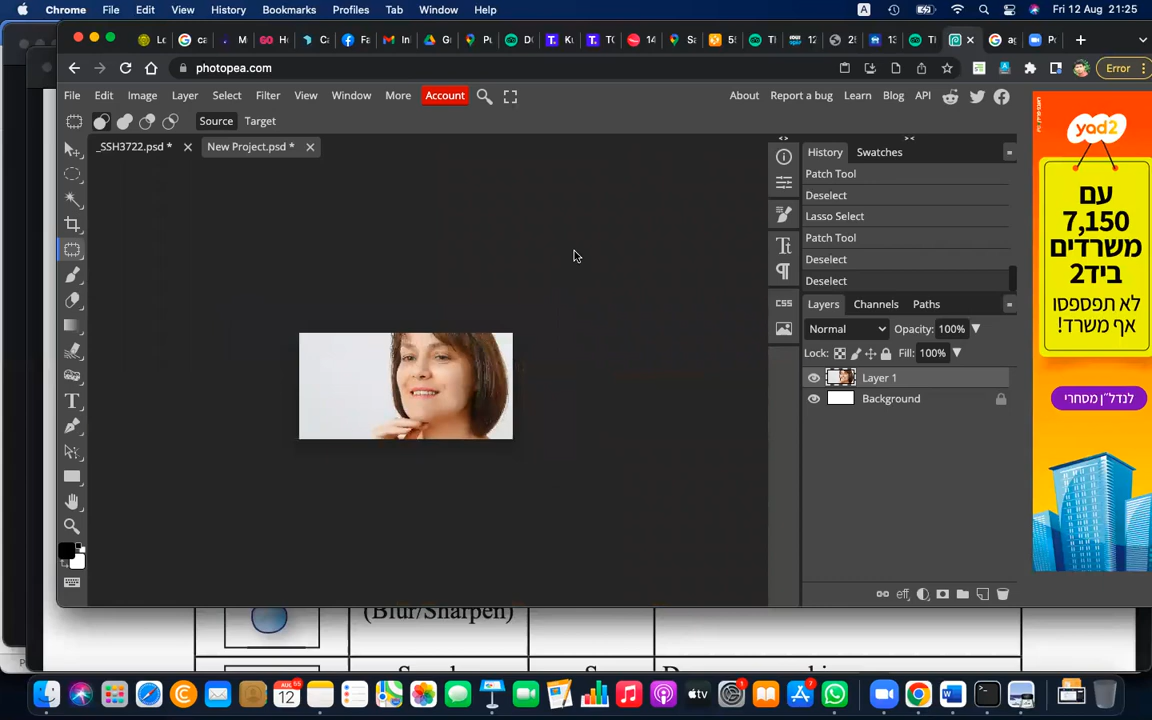 Chrome File Edit View History Bookmarks Profiles Tab Window Help A Fri 12 Aug 21:25
photopea.com Error
File Edit Image Layer Select Filter View Window More Account About Report a bug Learn Blog API
Source Target
_SSH3722.psd * New Project.psd *
History Swatches
Patch Tool
Deselect
Lasso Select
Patch Tool
Deselect
Deselect
CSS
Layers Channels Paths
Normal Opacity: 100%
Lock: Fill: 100%
Layer 1
Background
eff
yad2
עם
7,150
משרדים
ביד2
לא תפספסו
אף משרד!
לנדל״ן מסחרי
(Blur/Sharpen)
AUG
12
tv